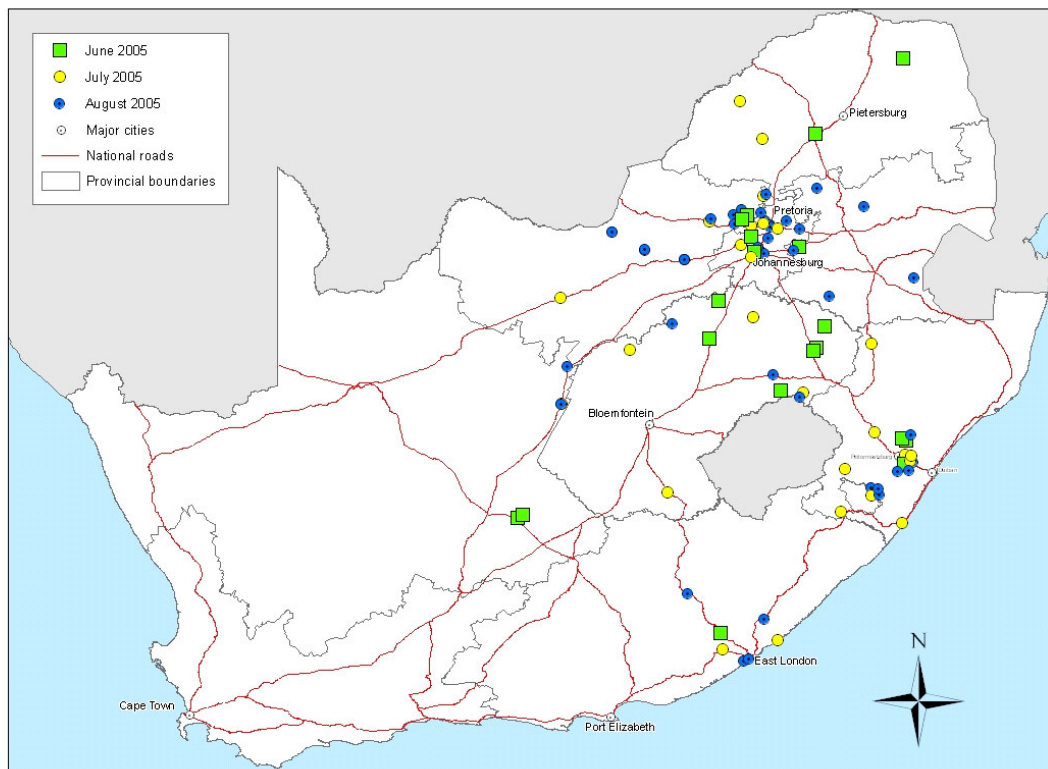 June 2005
July 2005
August 2005
Major cities
National roads
Provincial boundaries
Pietersburg
Pretoria
Johannesburg
Bloemfontein
Pietermaritzburg
Durban
N
East London
Cape Town
Port Elizabeth